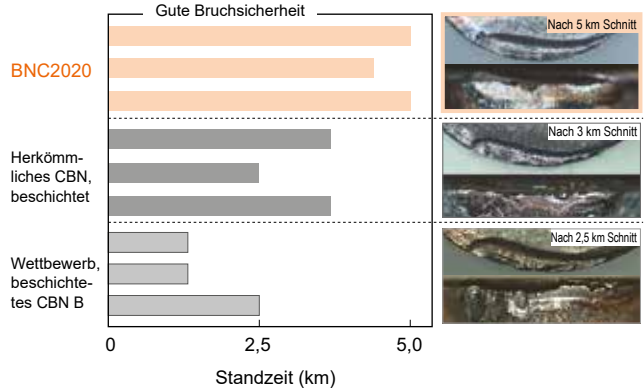 Gute Bruchsicherheit
BNC2020
Nach 5 km Schnitt
Herkömm-
liches CBN,
beschichtet
Nach 3 km Schnitt
Wettbewerb,
beschichte-
tes CBN B
Nach 2,5 km Schnitt
0
2,5
5,0
Standzeit (km)